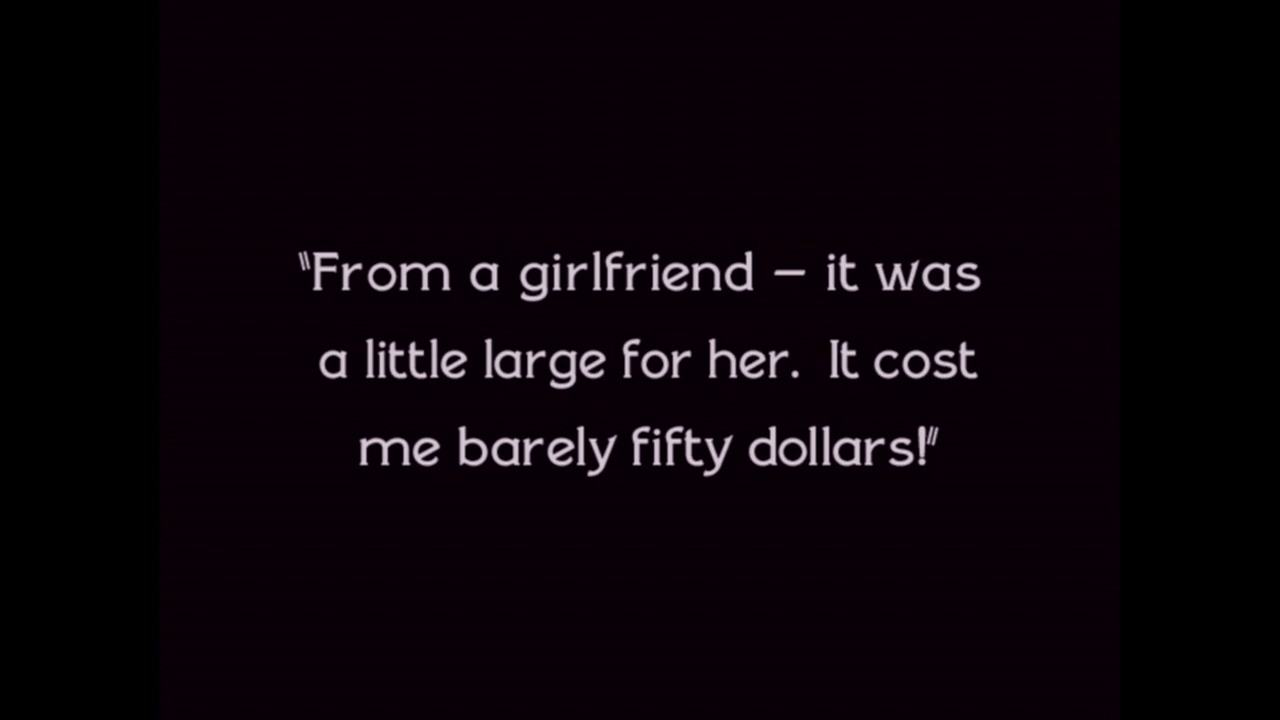 "From a girlfriend – it was
a little large for her. It cost
me barely fifty dollars!"